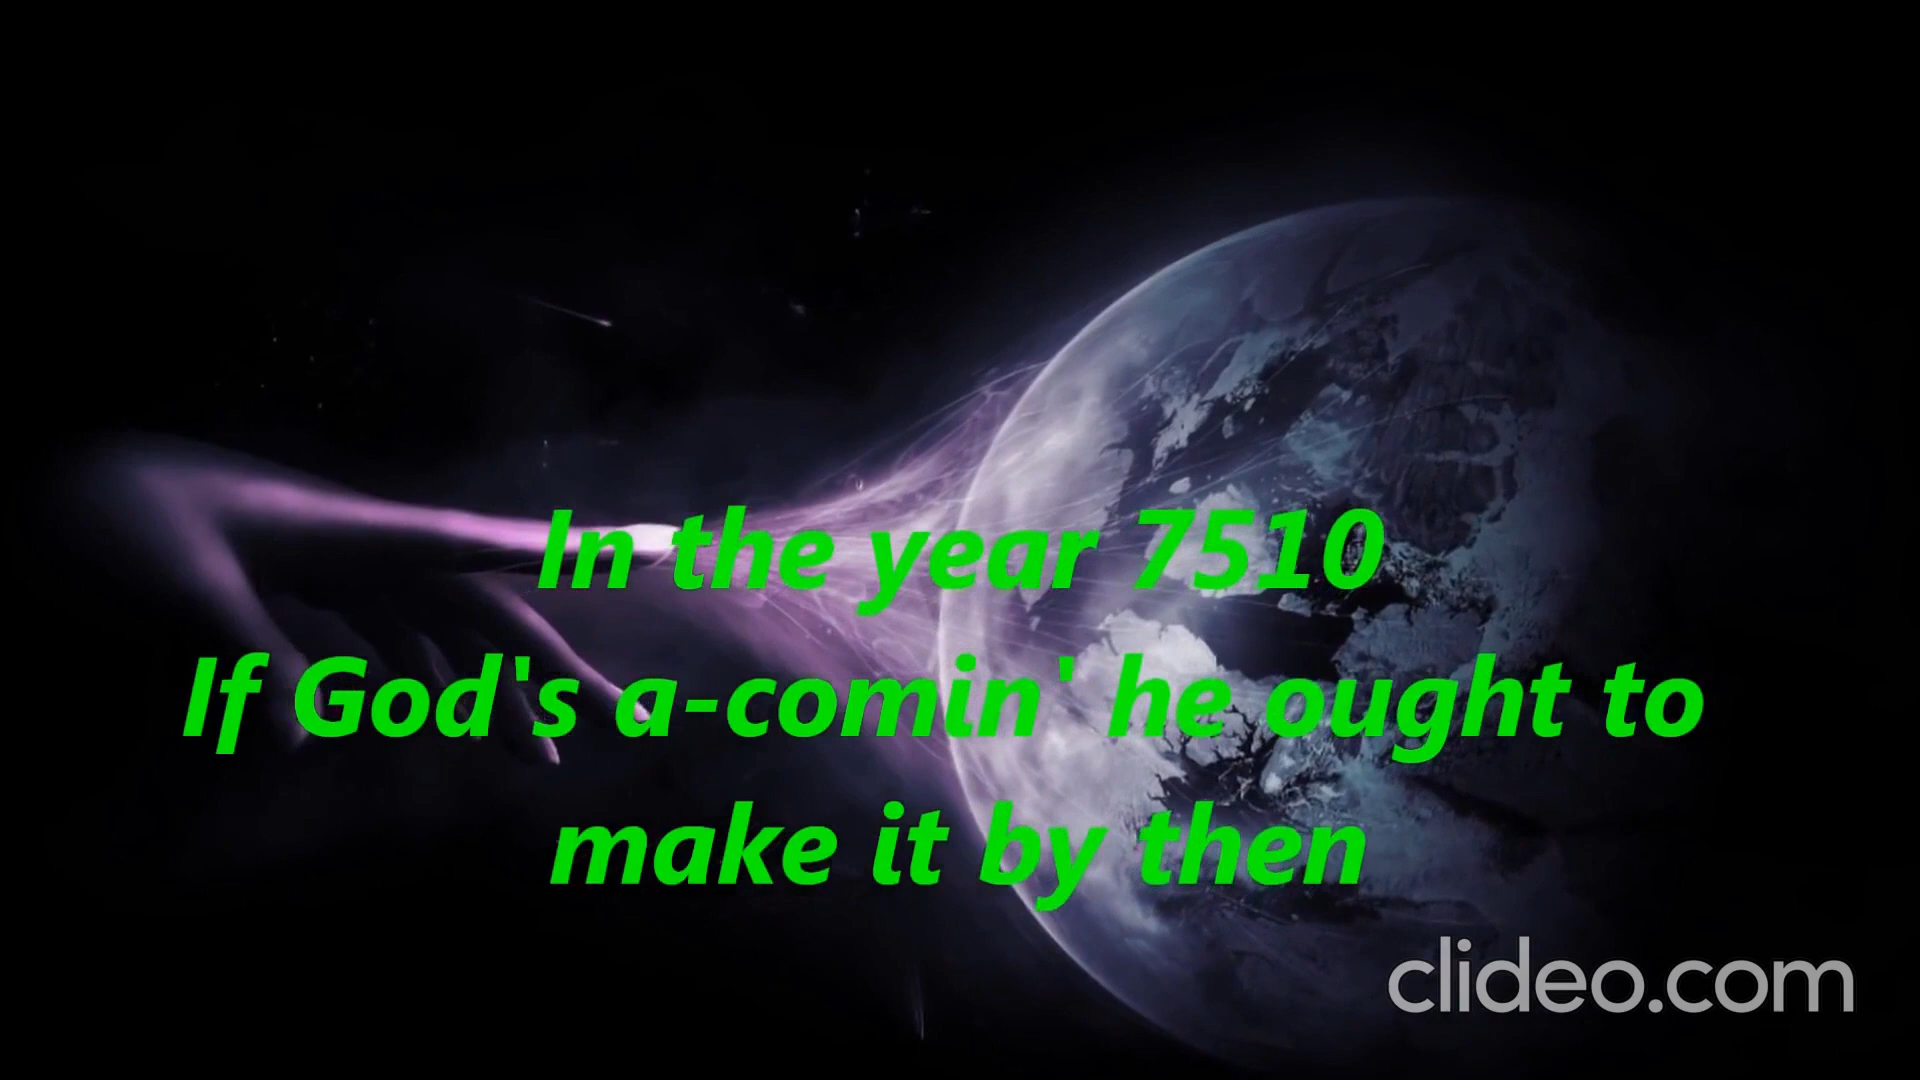 In the year 7510
If God's a-comin' he ought to
make it by then
clideo.com